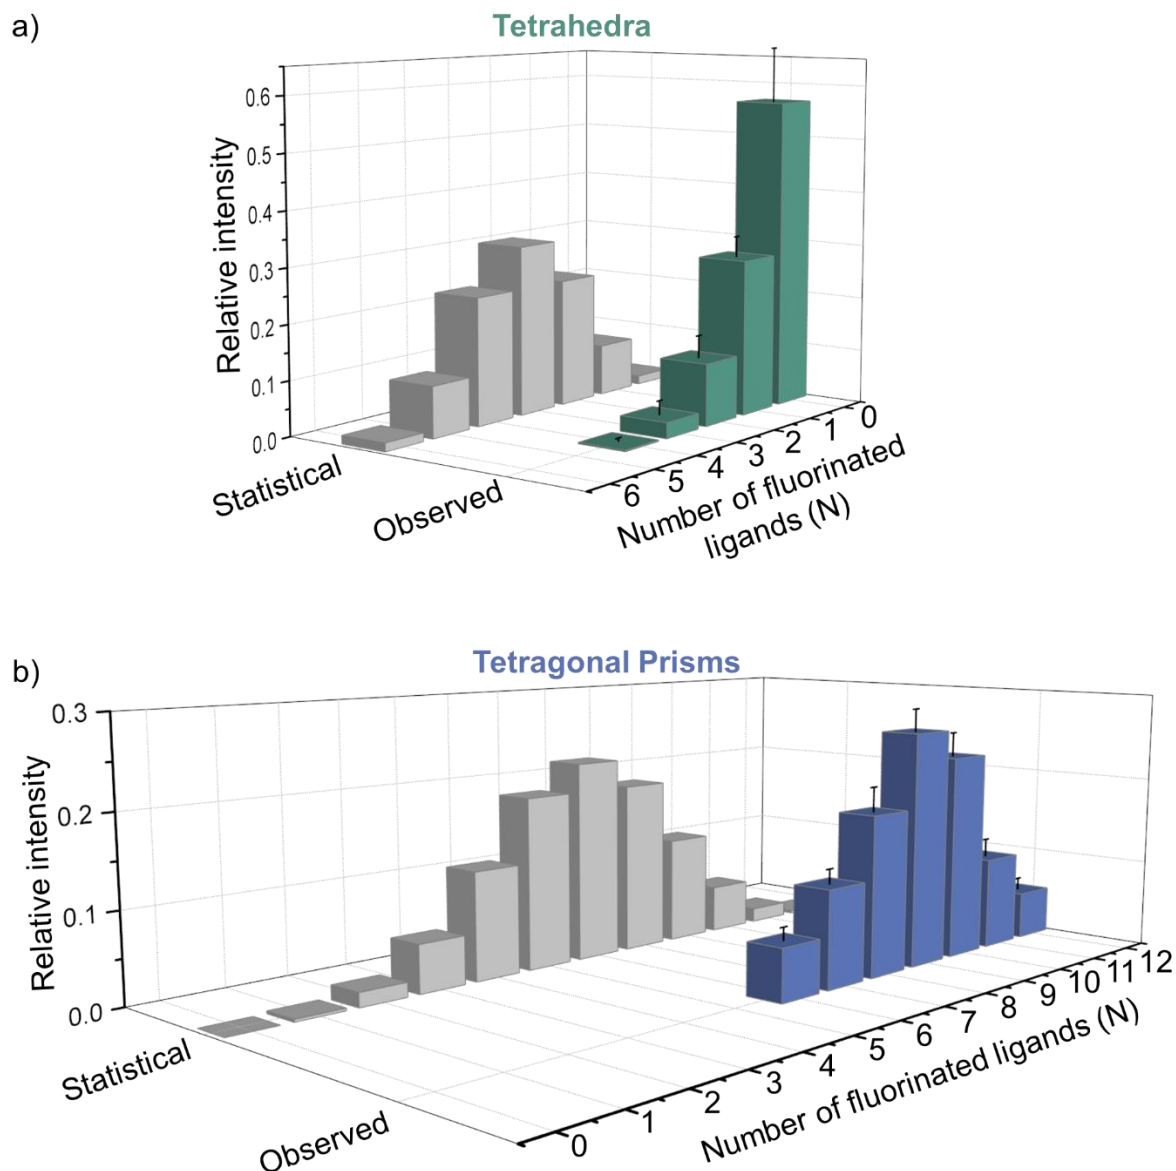 a)
Tetrahedra
Relative intensity
0.6
0.5
0.4
0.3
0.2
0.1
0.0
Statistical
Observed
6 5 4 3 2 1 0
Number of fluorinated
ligands (N)
b)
Tetragonal Prisms
Relative intensity
0.3
0.2
0.1
0.0
Statistical
Observed
0 1 2 3 4 5 6 7 8 9 10 11 12
Number of fluorinated ligands (N)